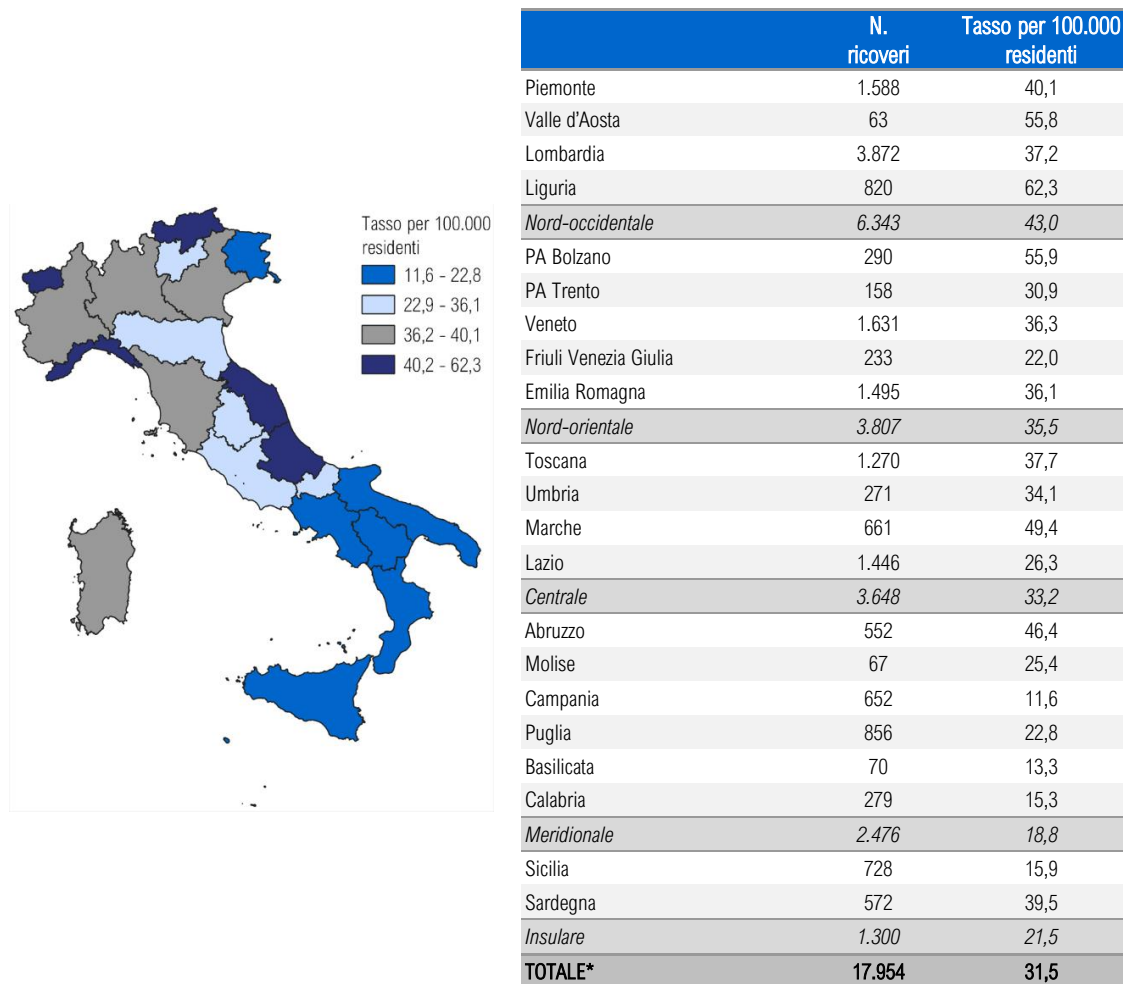 Tasso per 100.000
residenti
11,6 - 22,8
22,9 - 36,1
36,2 - 40,1
40,2 - 62,3
N. ricoveri Tasso per 100.000 residenti
Piemonte 1.588 40,1
Valle d'Aosta 63 55,8
Lombardia 3.872 37,2
Liguria 820 62,3
Nord-occidentale 6.343 43,0
PA Bolzano 290 55,9
PA Trento 158 30,9
Veneto 1.631 36,3
Friuli Venezia Giulia 233 22,0
Emilia Romagna 1.495 36,1
Nord-orientale 3.807 35,5
Toscana 1.270 37,7
Umbria 271 34,1
Marche 661 49,4
Lazio 1.446 26,3
Centrale 3.648 33,2
Abruzzo 552 46,4
Molise 67 25,4
Campania 652 11,6
Puglia 856 22,8
Basilicata 70 13,3
Calabria 279 15,3
Meridionale 2.476 18,8
Sicilia 728 15,9
Sardegna 572 39,5
Insulare 1.300 21,5
TOTALE* 17.954 31,5